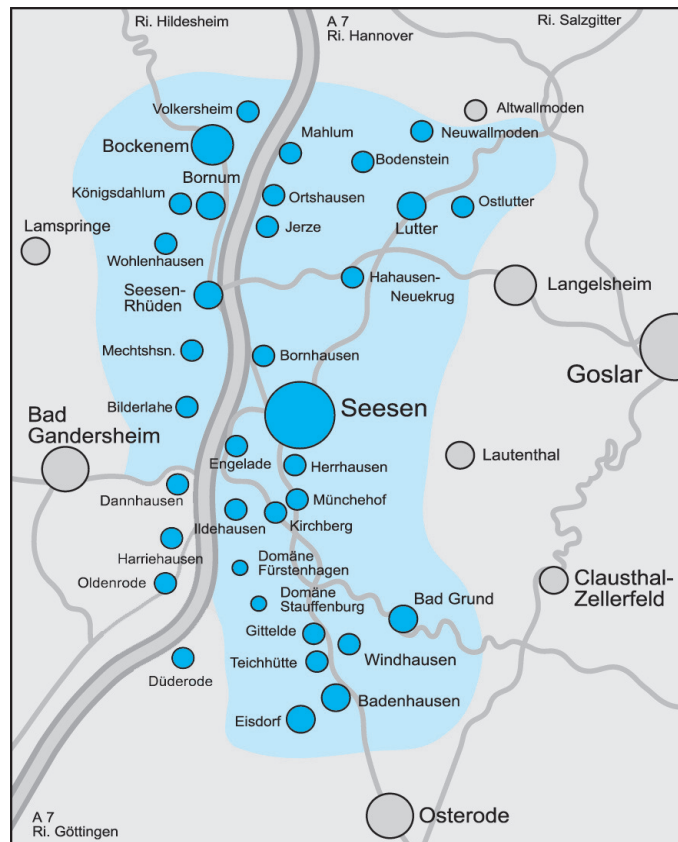 Ri. Hildesheim
A 7
Ri. Hannover
Ri. Salzgitter
Volkersheim
Altwallmoden
Neuwallmoden
Mahlum
Bockenem
Bodenstein
Bornum
Königsdahlum
Ortshausen
Ostlutter
Lamspringe
Jerze
Lutter
Wohlenhausen
Hahausen-
Neuekrug
Langelsheim
Seesen-
Rhüden
Mechtshsn.
Bornhausen
Goslar
Bilderlahe
Seesen
Bad
Gandersheim
Engelade
Herrhausen
Lautenthal
Dannhausen
Münchehof
Ildehausen
Kirchberg
Harriehausen
Domäne
Fürstenhagen
Oldenrode
Clausthal-
Zellerfeld
Domäne
Stauffenburg
Bad Grund
Gittelde
Windhausen
Teichhütte
Düderode
Badenhausen
Eisdorf
Osterode
A 7
Ri. Göttingen